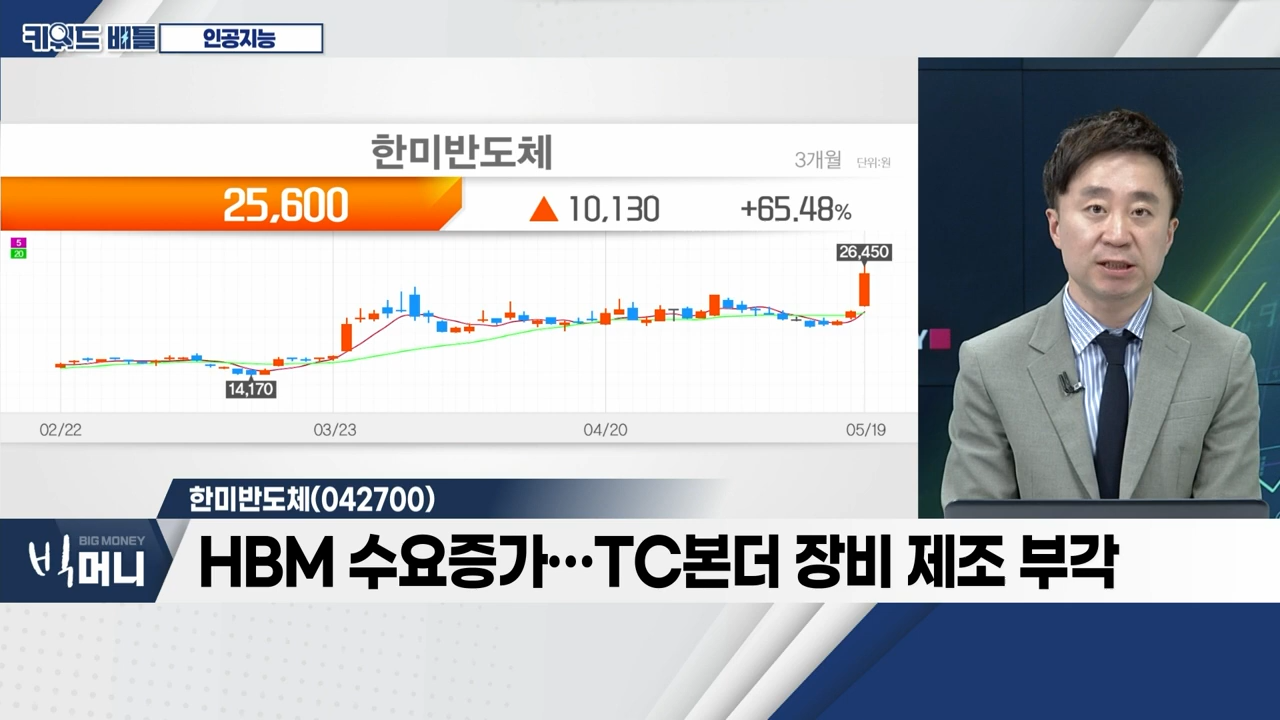 키워드 배틀
인공지능
한미반도체
3개월 단위:원
25,600 ▲ 10,130 +65.48%
5
20
26,450
14,170
02/22 03/23 04/20 05/19
한미반도체(042700)
BIG MONEY
빅머니
HBM 수요증가…TC본더 장비 제조 부각